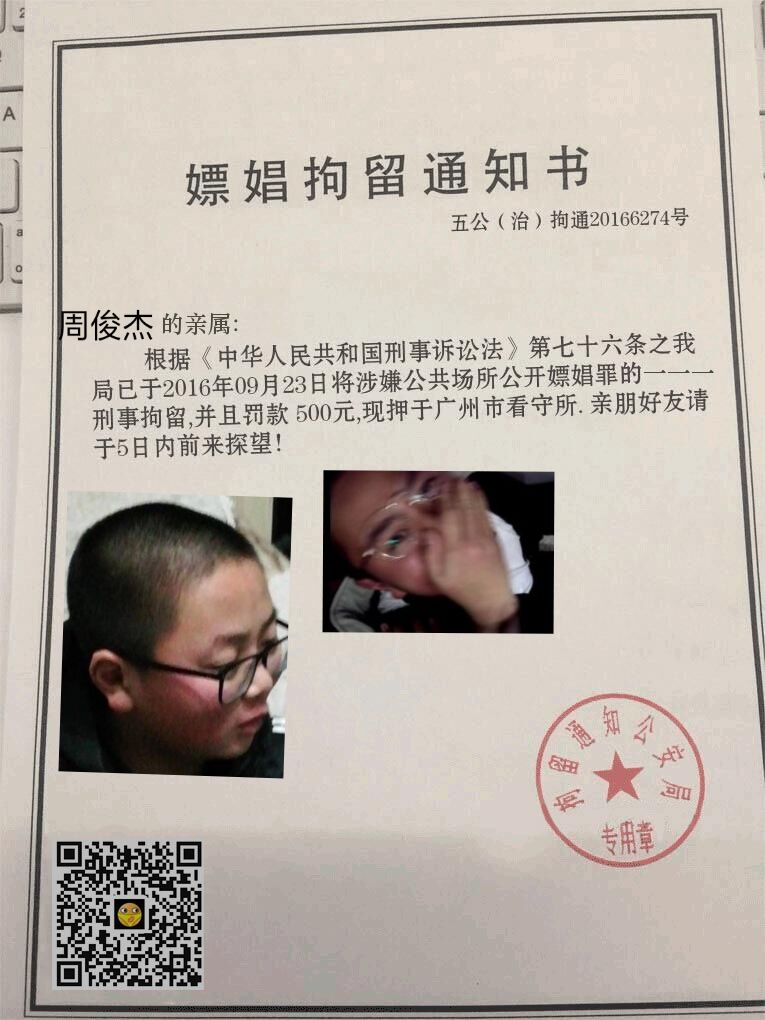 嫖娼拘留通知书
五公（治）拘通20166274号
周俊杰 的亲属:
根据《中华人民共和国刑事诉讼法》第七十六条之我
局已于2016年09月23日将涉嫌公共场所公开嫖娼罪的一一一
刑事拘留,并且罚款 500元,现押于广州市看守所. 亲朋好友请
于5日内前来探望!
拘留通知公安局
专用章
2
A
a